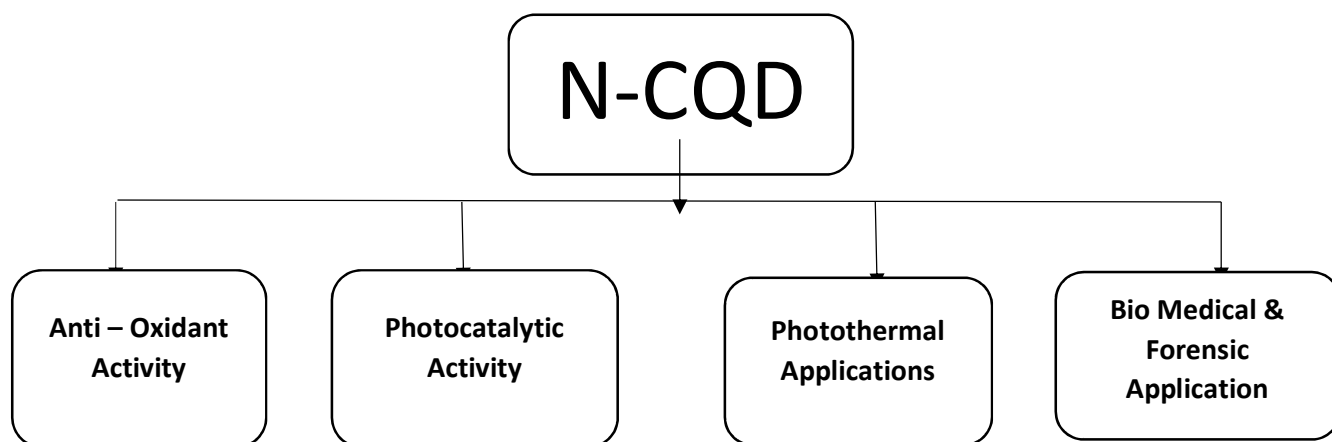 N-CQD
Anti – Oxidant
Activity
Photocatalytic
Activity
Photothermal
Applications
Bio Medical &
Forensic
Application